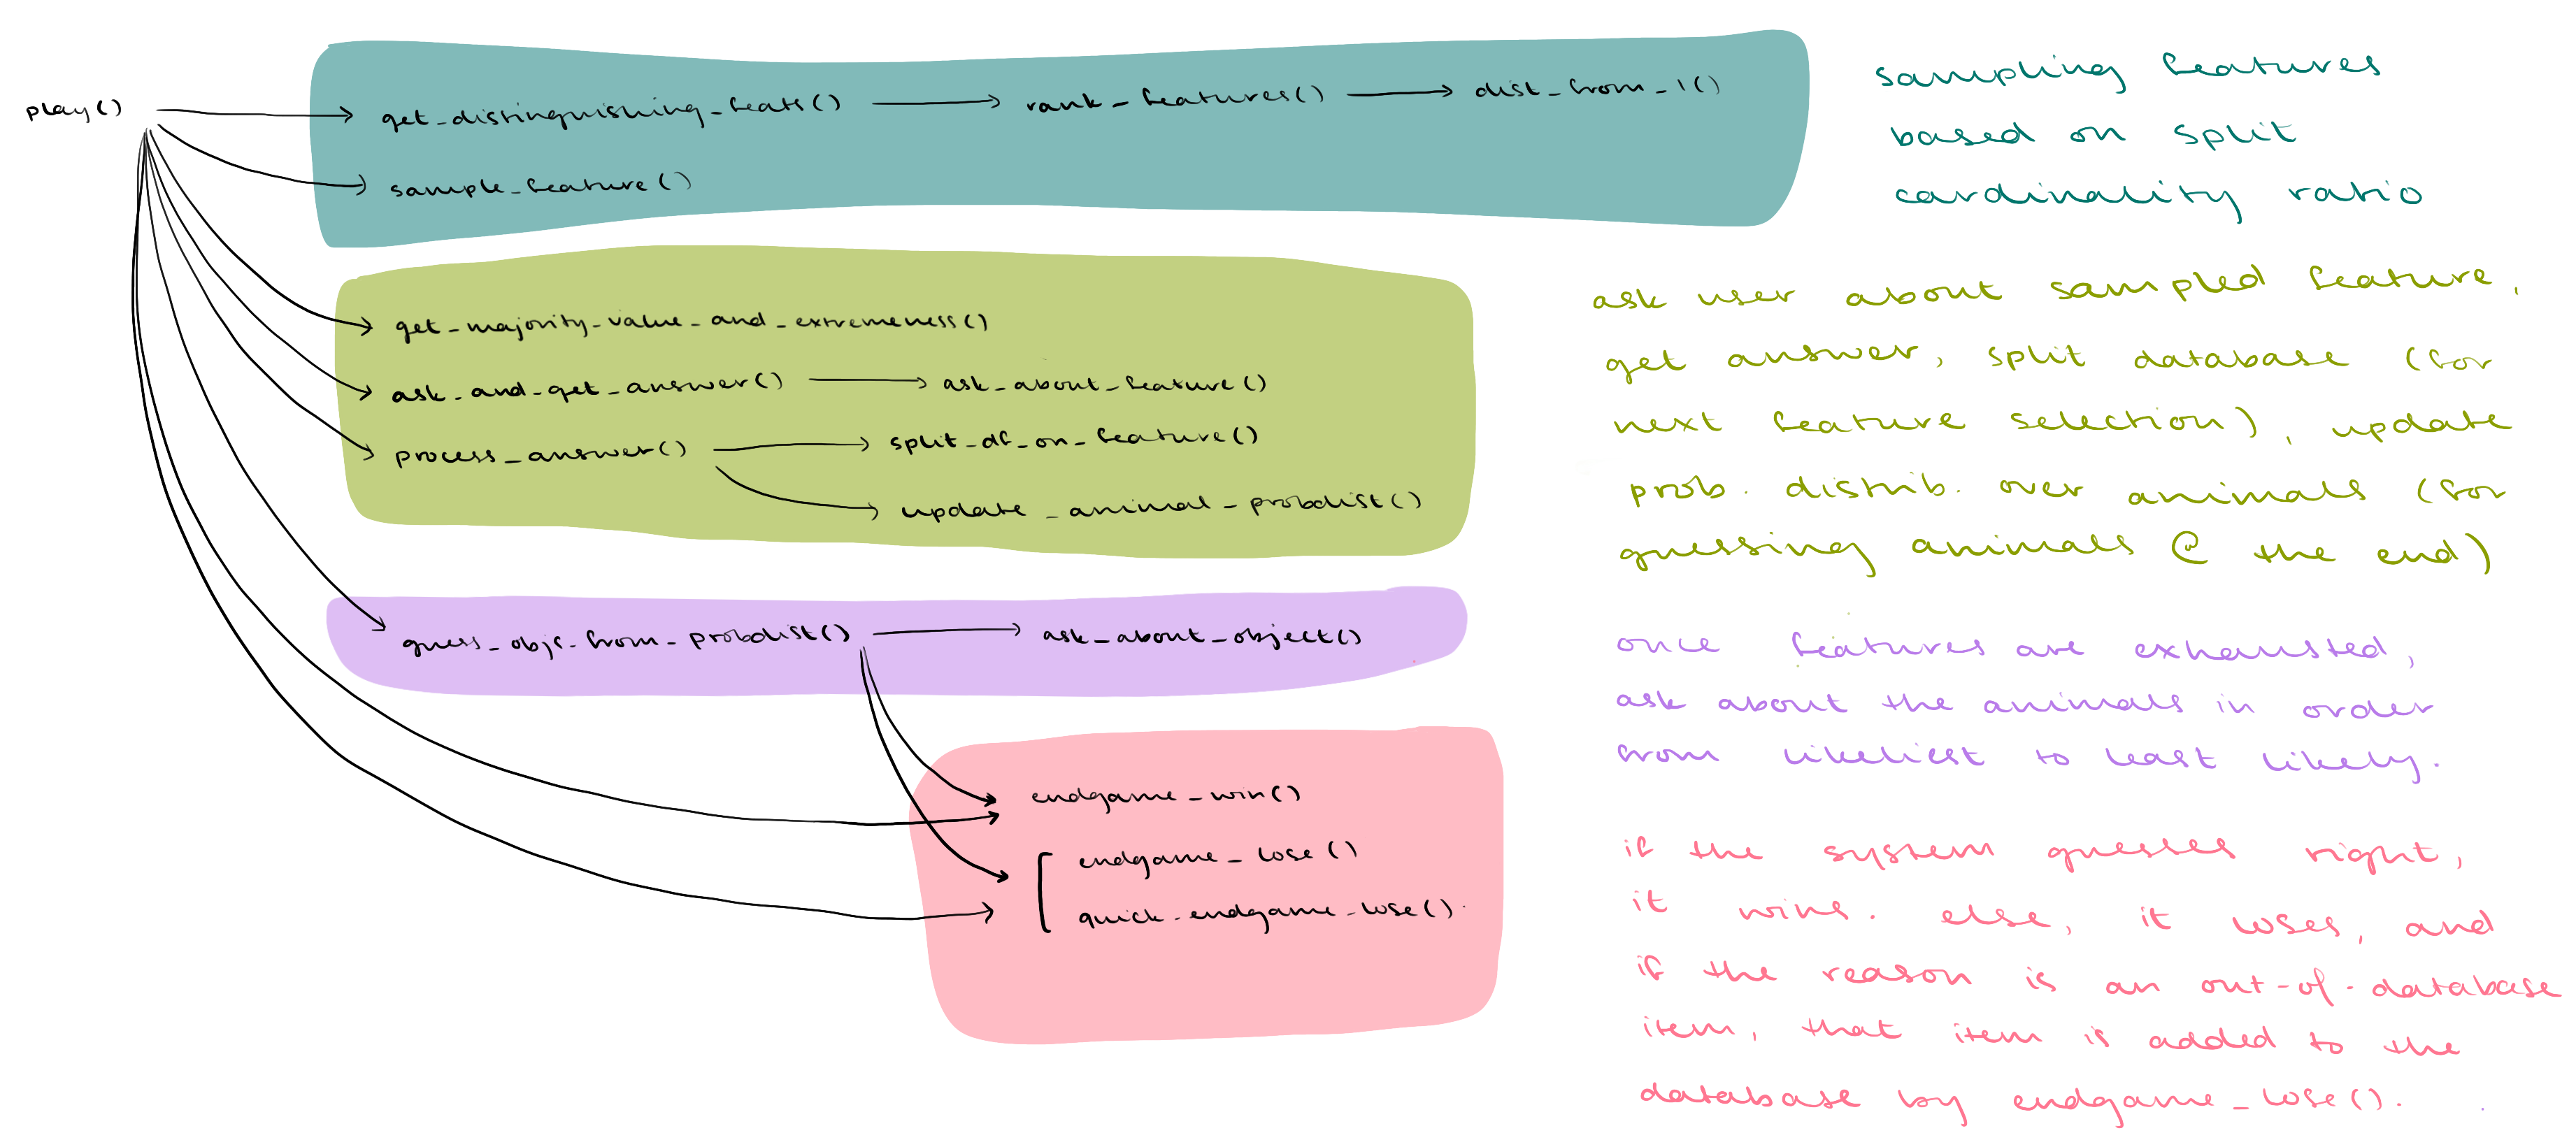 play()
get_distinguishing_feats()
rank_features()
dist_from_1()
sample_feature()
sampling features
based on split
cardinality ratio
get_majority_value_and_extremeness()
ask_and_get_answer()
ask_about_feature()
process_answer()
split_df_on_feature()
update_animal_probdist()
ask user about sampled feature,
get answer, split database (for
next feature selection), update
prob. distrib. over animals (for
guessing animals @ the end)
guess_objs_from_probdist()
ask_about_object()
once features are exhausted,
ask about the animals in order
from likeliest to least likely.
endgame_win()
endgame_lose()
quick_endgame_lose()
if the system guesses right,
it wins. else, it loses, and
if the reason is an out-of-database
item, that item is added to the
database by endgame_lose().